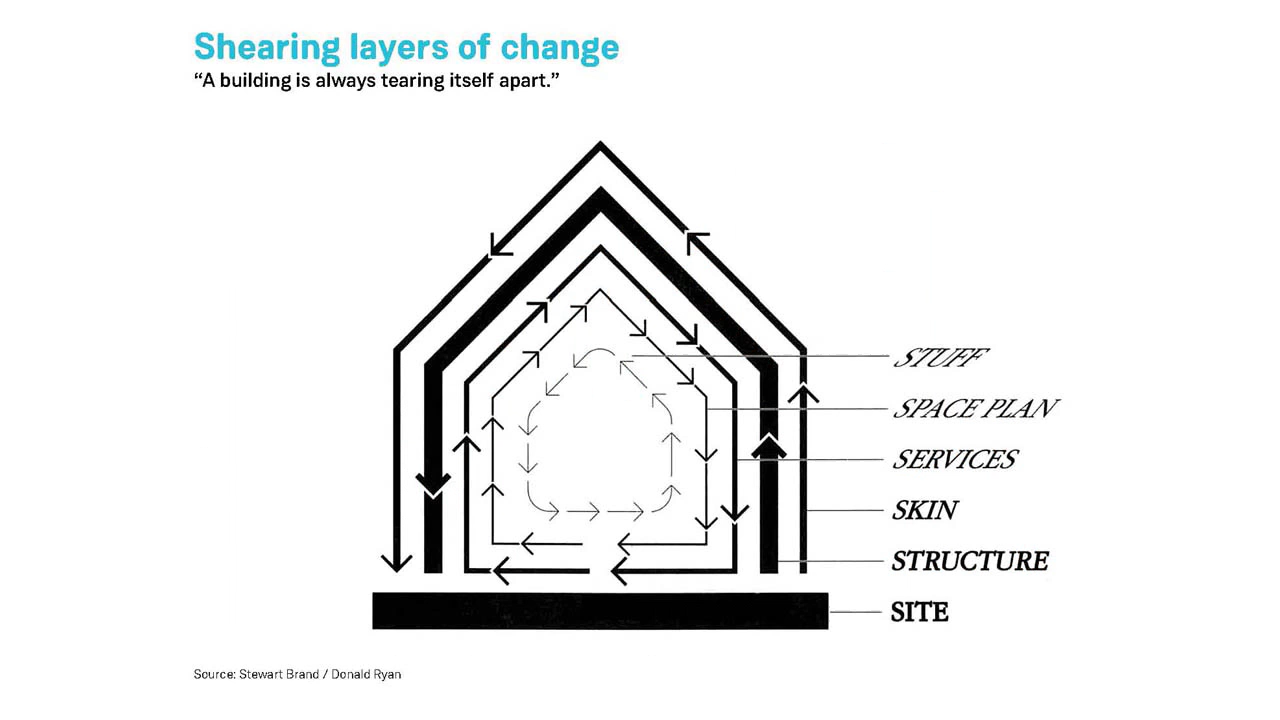 Shearing layers of change
“A building is always tearing itself apart.”
STUFF
SPACE PLAN
SERVICES
SKIN
STRUCTURE
SITE
Source: Stewart Brand / Donald Ryan